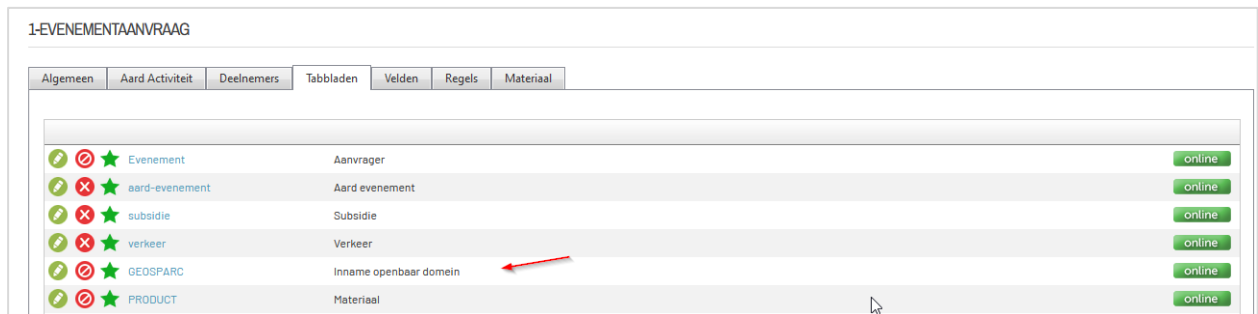 1-EVENEMENTAANVRAAG
Algemeen Aard Activiteit Deelnemers Tabbladen Velden Regels Materiaal
Evenement Aanvrager online
aard-evenement Aard evenement online
subsidie Subsidie online
verkeer Verkeer online
GEOSPARC Inname openbaar domein online
PRODUCT Materiaal online